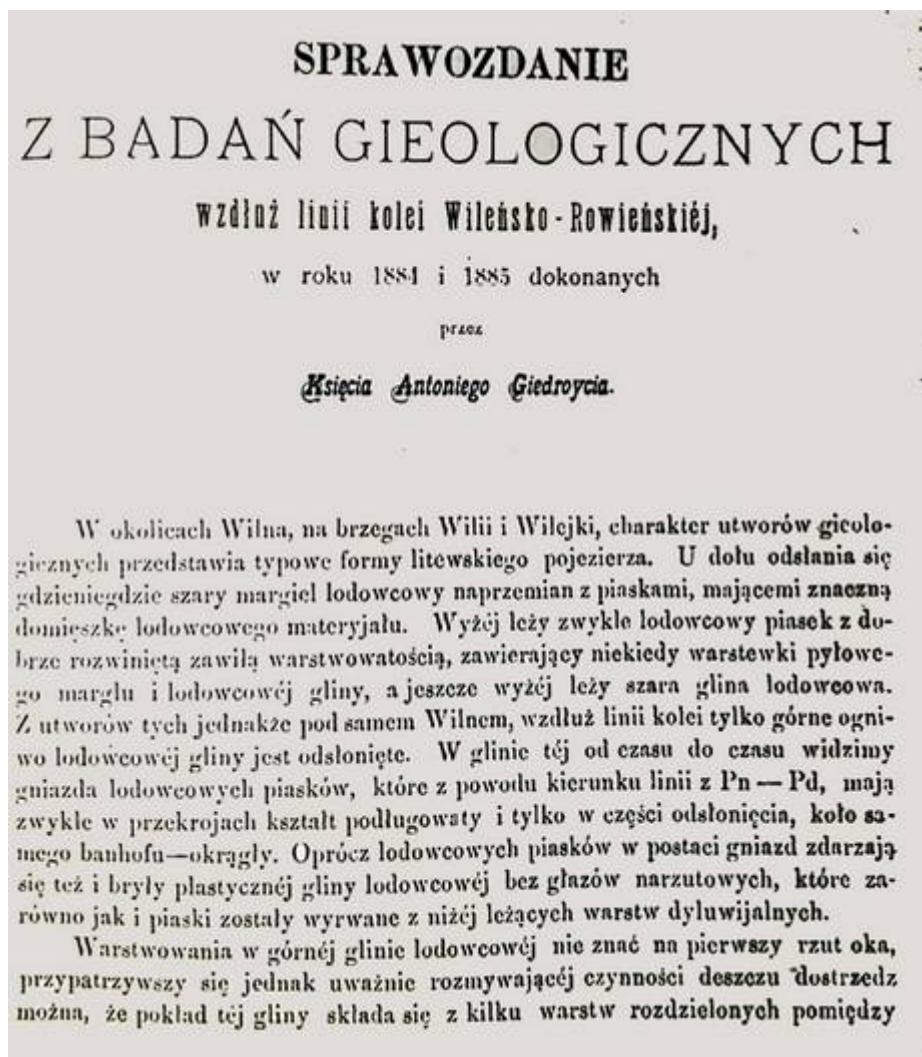 SPRAWOZDANIE
Z BADAŃ GIEOLOGICZNYCH
wzdłuż linii kolei Wileńsko-Rowieńskiéj,
w roku 1884 i 1885 dokonanych
przez
Księcia Antoniego Giedroycia.
W okolicach Wilna, na brzegach Wilii i Wilejki, charakter utworów gieolo-
gicznych przedstawia typowe formy litewskiego pojezierza. U dołu odsłania się
gdzieniegdzie szary margiel lodowcowy naprzemian z piaskami, mającemi znaczną
domieszkę lodowcowego materyjału. Wyżéj leży zwykle lodowcowy piasek z do-
brze rozwiniętą zawiłą warstwowatością, zawierający niekiedy warstewki pyłowe-
go marglu i lodowcowéj gliny, a jeszcze wyżéj leży szara glina lodowcowa.
Z utworów tych jednakże pod samem Wilnem, wzdłuż linii kolei tylko górne ogni-
wo lodowcowéj gliny jest odsłonięte. W glinie téj od czasu do czasu widzimy
gniazda lodowcowych piasków, które z powodu kierunku linii z Pn — Pd, mają
zwykle w przekrojach kształt podługowaty i tylko w części odsłonięcia, koło sa-
mego banhofu—okrągły. Oprócz lodowcowych piasków w postaci gniazd zdarzają
się też i bryły plastycznéj gliny lodowcowéj bez głazów narzutowych, które za-
równo jak i piaski zostały wyrwane z niżéj leżących warstw dyluwijalnych.
Warstwowania w górnéj glinie lodowcowéj nie znać na pierwszy rzut oka,
przypatrzywszy się jednak uważnie rozmywającéj czynności deszczu dostrzedz
można, że pokład téj gliny składa się z kilku warstw rozdzielonych pomiędzy